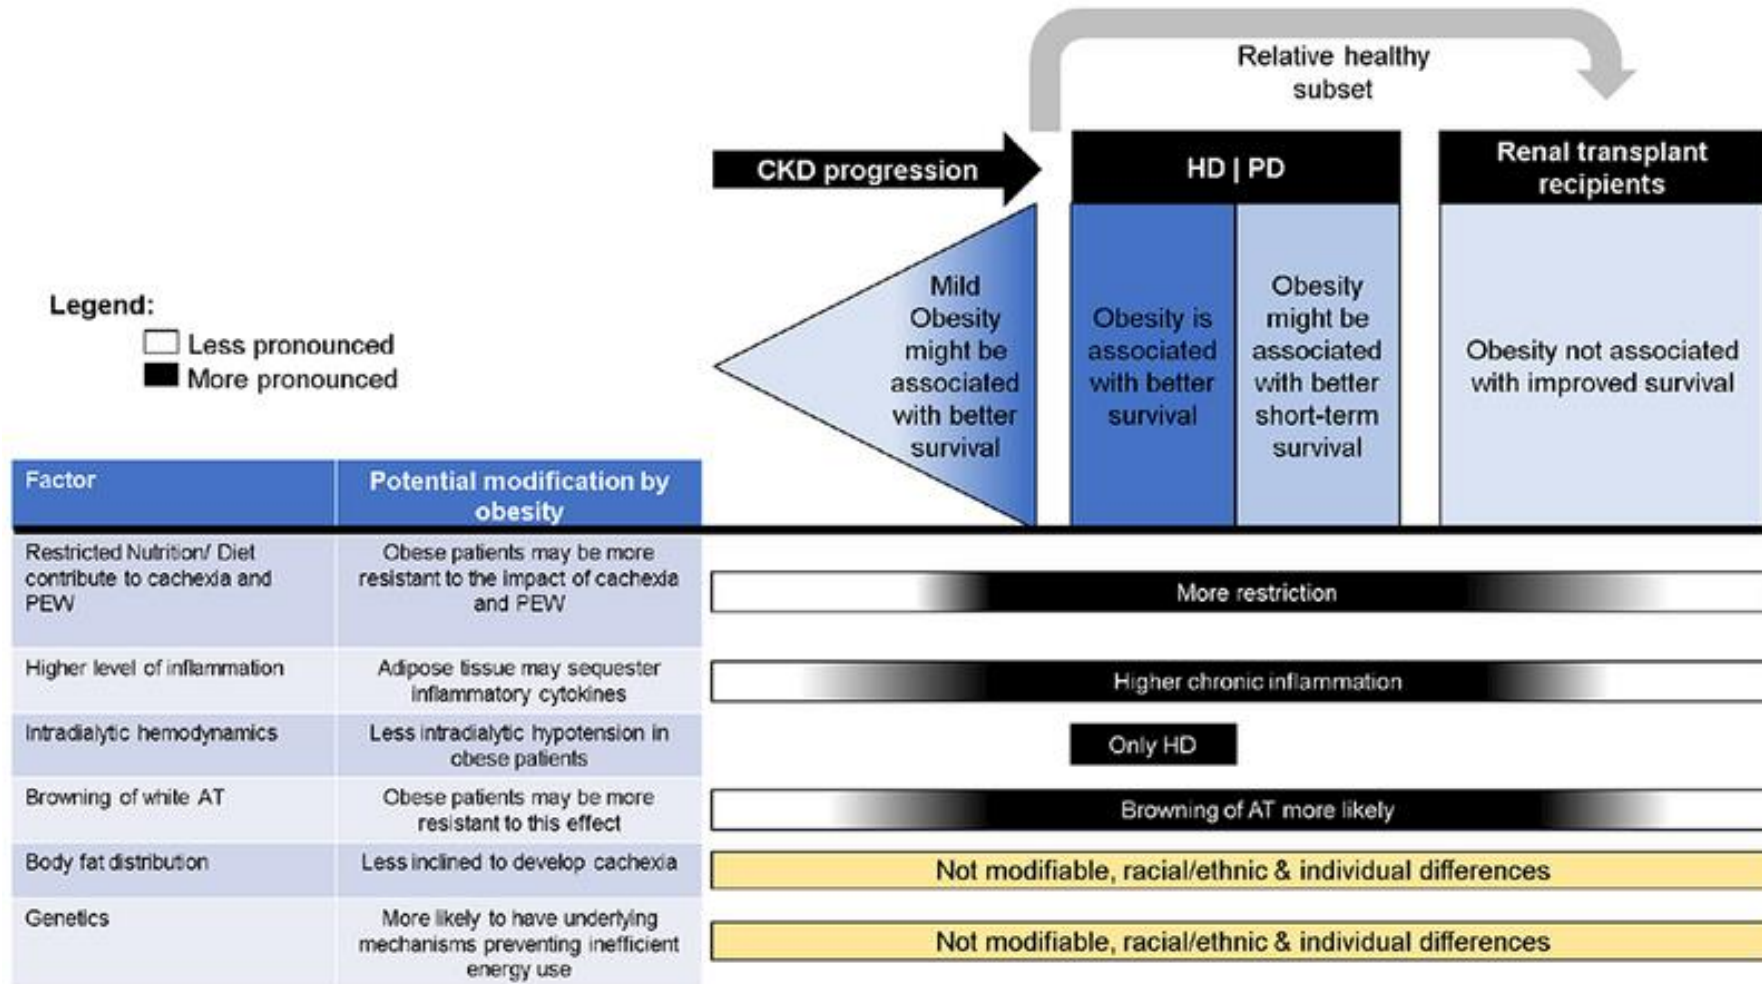 Relative healthy
subset
CKD progression
HD | PD
Renal transplant
recipients
Legend:
Less pronounced
More pronounced
Mild
Obesity
might be
associated
with better
survival
Obesity is
associated
with better
survival
Obesity
might be
associated
with better
short-term
survival
Obesity not associated
with improved survival
Factor
Potential modification by
obesity
Restricted Nutrition/ Diet
contribute to cachexia and
PEW
Obese patients may be more
resistant to the impact of cachexia
and PEW
More restriction
Higher level of inflammation
Adipose tissue may sequester
inflammatory cytokines
Higher chronic inflammation
Intradialytic hemodynamics
Less intradialytic hypotension in
obese patients
Only HD
Browning of white AT
Obese patients may be more
resistant to this effect
Browning of AT more likely
Body fat distribution
Less inclined to develop cachexia
Not modifiable, racial/ethnic & individual differences
Genetics
More likely to have underlying
mechanisms preventing inefficient
energy use
Not modifiable, racial/ethnic & individual differences